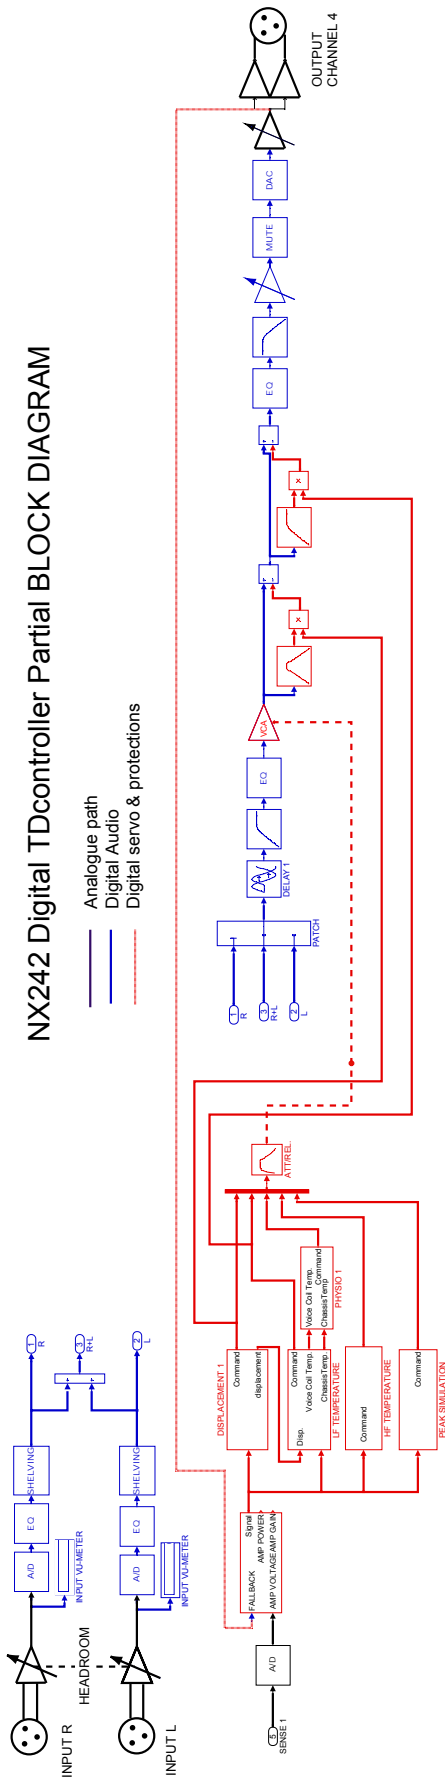 NX242 Digital TDcontroller Partial BLOCK DIAGRAM
Analogue path
Digital Audio
Digital servo & protections
INPUT R
HEADROOM
INPUT L
A/D
EQ
SHELVING
INPUT VU-METER
1
R
3
R+L
2
L
A/D
EQ
SHELVING
INPUT VU-METER
5
SENSE 1
A/D
FALLBACK
Signal
AMP POWER
AMP VOLTAGE
AMP GAIN
DISPLACEMENT 1
Command
displacement
Disp.
Command
Voice Coil Temp.
ChassisTemp
LF TEMPERATURE
Voice Coil Temp.
Command
ChassisTemp
PHYSIO 1
Command
HF TEMPERATURE
Command
PEAK SIMULATION
ATT/REL.
1
R
3
R+L
2
L
PATCH
DELAY 1
EQ
VCA
x
x
EQ
MUTE
DAC
OUTPUT
CHANNEL 4